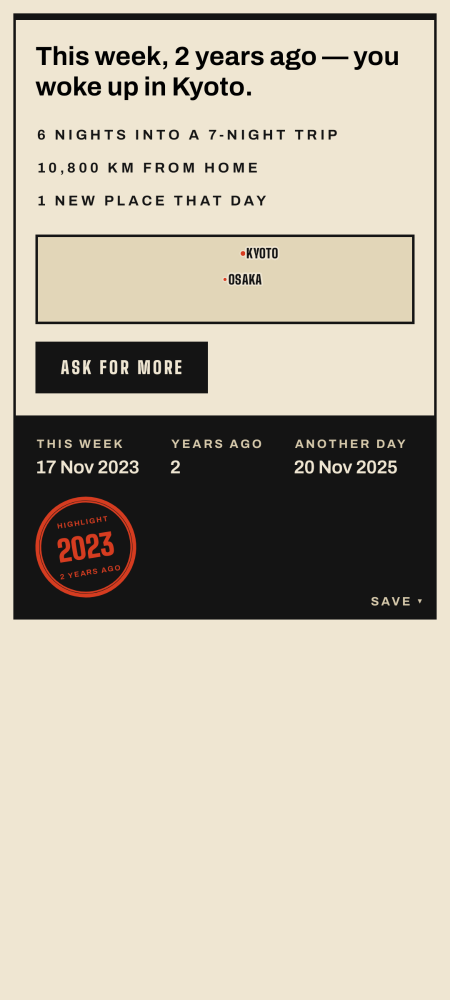 This week, 2 years ago — you
woke up in Kyoto.
6 NIGHTS INTO A 7-NIGHT TRIP
10,800 KM FROM HOME
1 NEW PLACE THAT DAY
KYOTO
OSAKA
ASK FOR MORE
THIS WEEK YEARS AGO ANOTHER DAY
17 Nov 2023 2 20 Nov 2025
HIGHLIGHT
2023
2 YEARS AGO
SAVE ▾